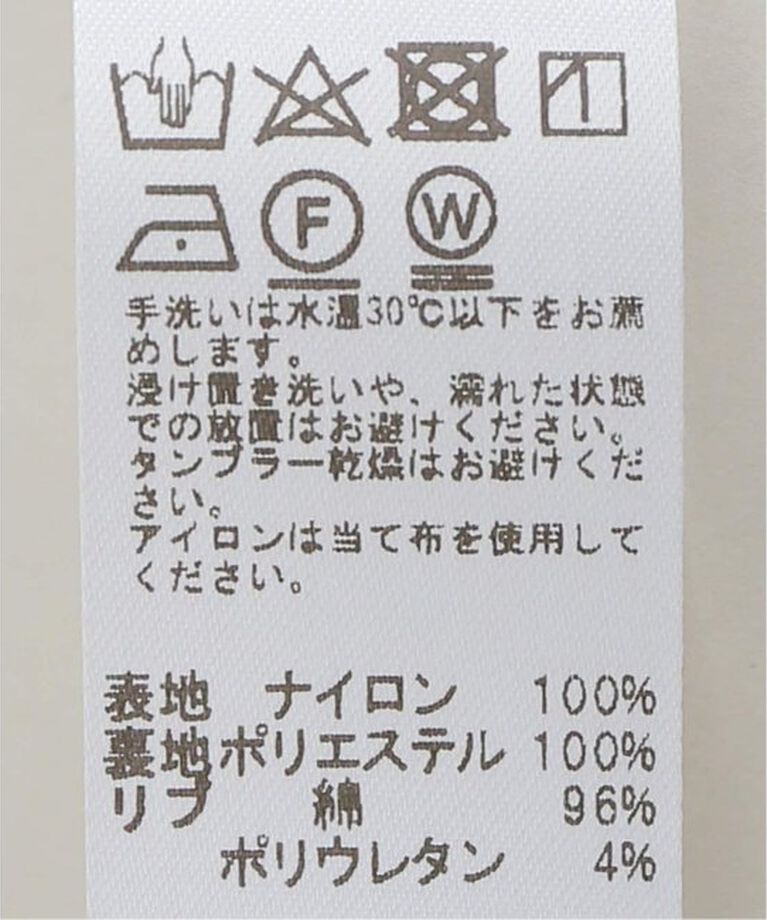 F W
手洗いは水温30℃以下をお薦
めします。
浸け置き洗いや、濡れた状態
での放置はお避けください。
タンブラー乾燥はお避けくだ
さい。
アイロンは当て布を使用して
ください。
表地 ナイロン 100%
裏地 ポリエステル 100%
リブ 綿 96%
ポリウレタン 4%